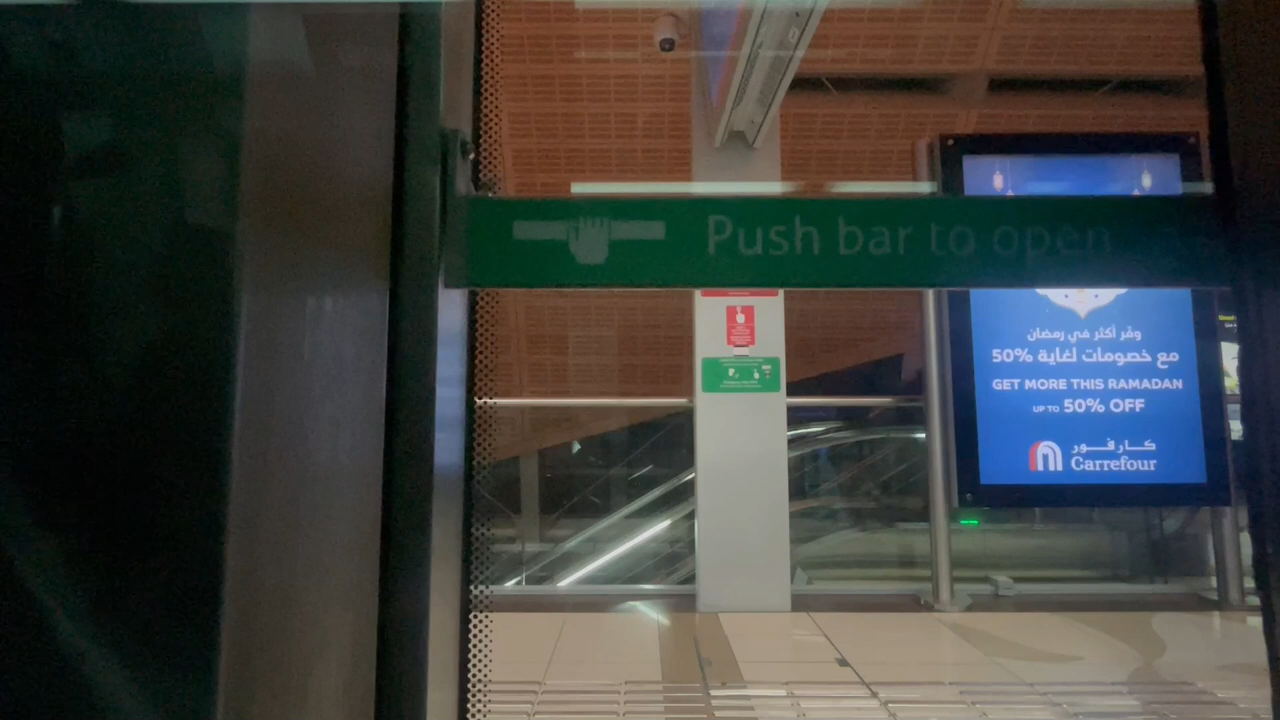 Push bar to open
وفّر أكثر في رمضان
مع خصومات لغاية 50%
GET MORE THIS RAMADAN
UP TO 50% OFF
كارفور
Carrefour